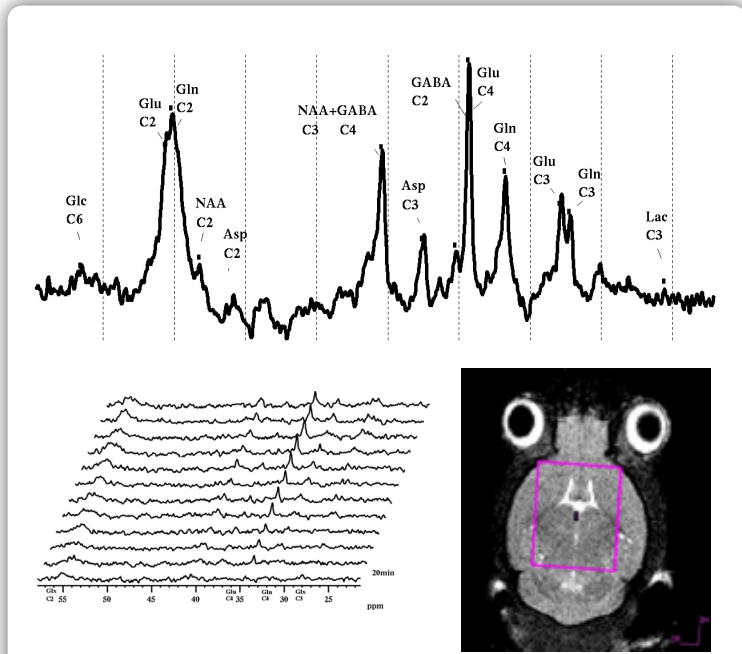 Glu
C2
Gln
C2
NAA+GABA
C3 C4
GABA
C2
Glu
C4
Gln
C4
Glu
C3
Gln
C3
Asp
C3
Glc
C6
NAA
C2
Asp
C2
Lac
C3
20min
Glx
C2
55
50
45
40
Glu
C4
35
Gln
C4
30
Glx
C3
25
ppm